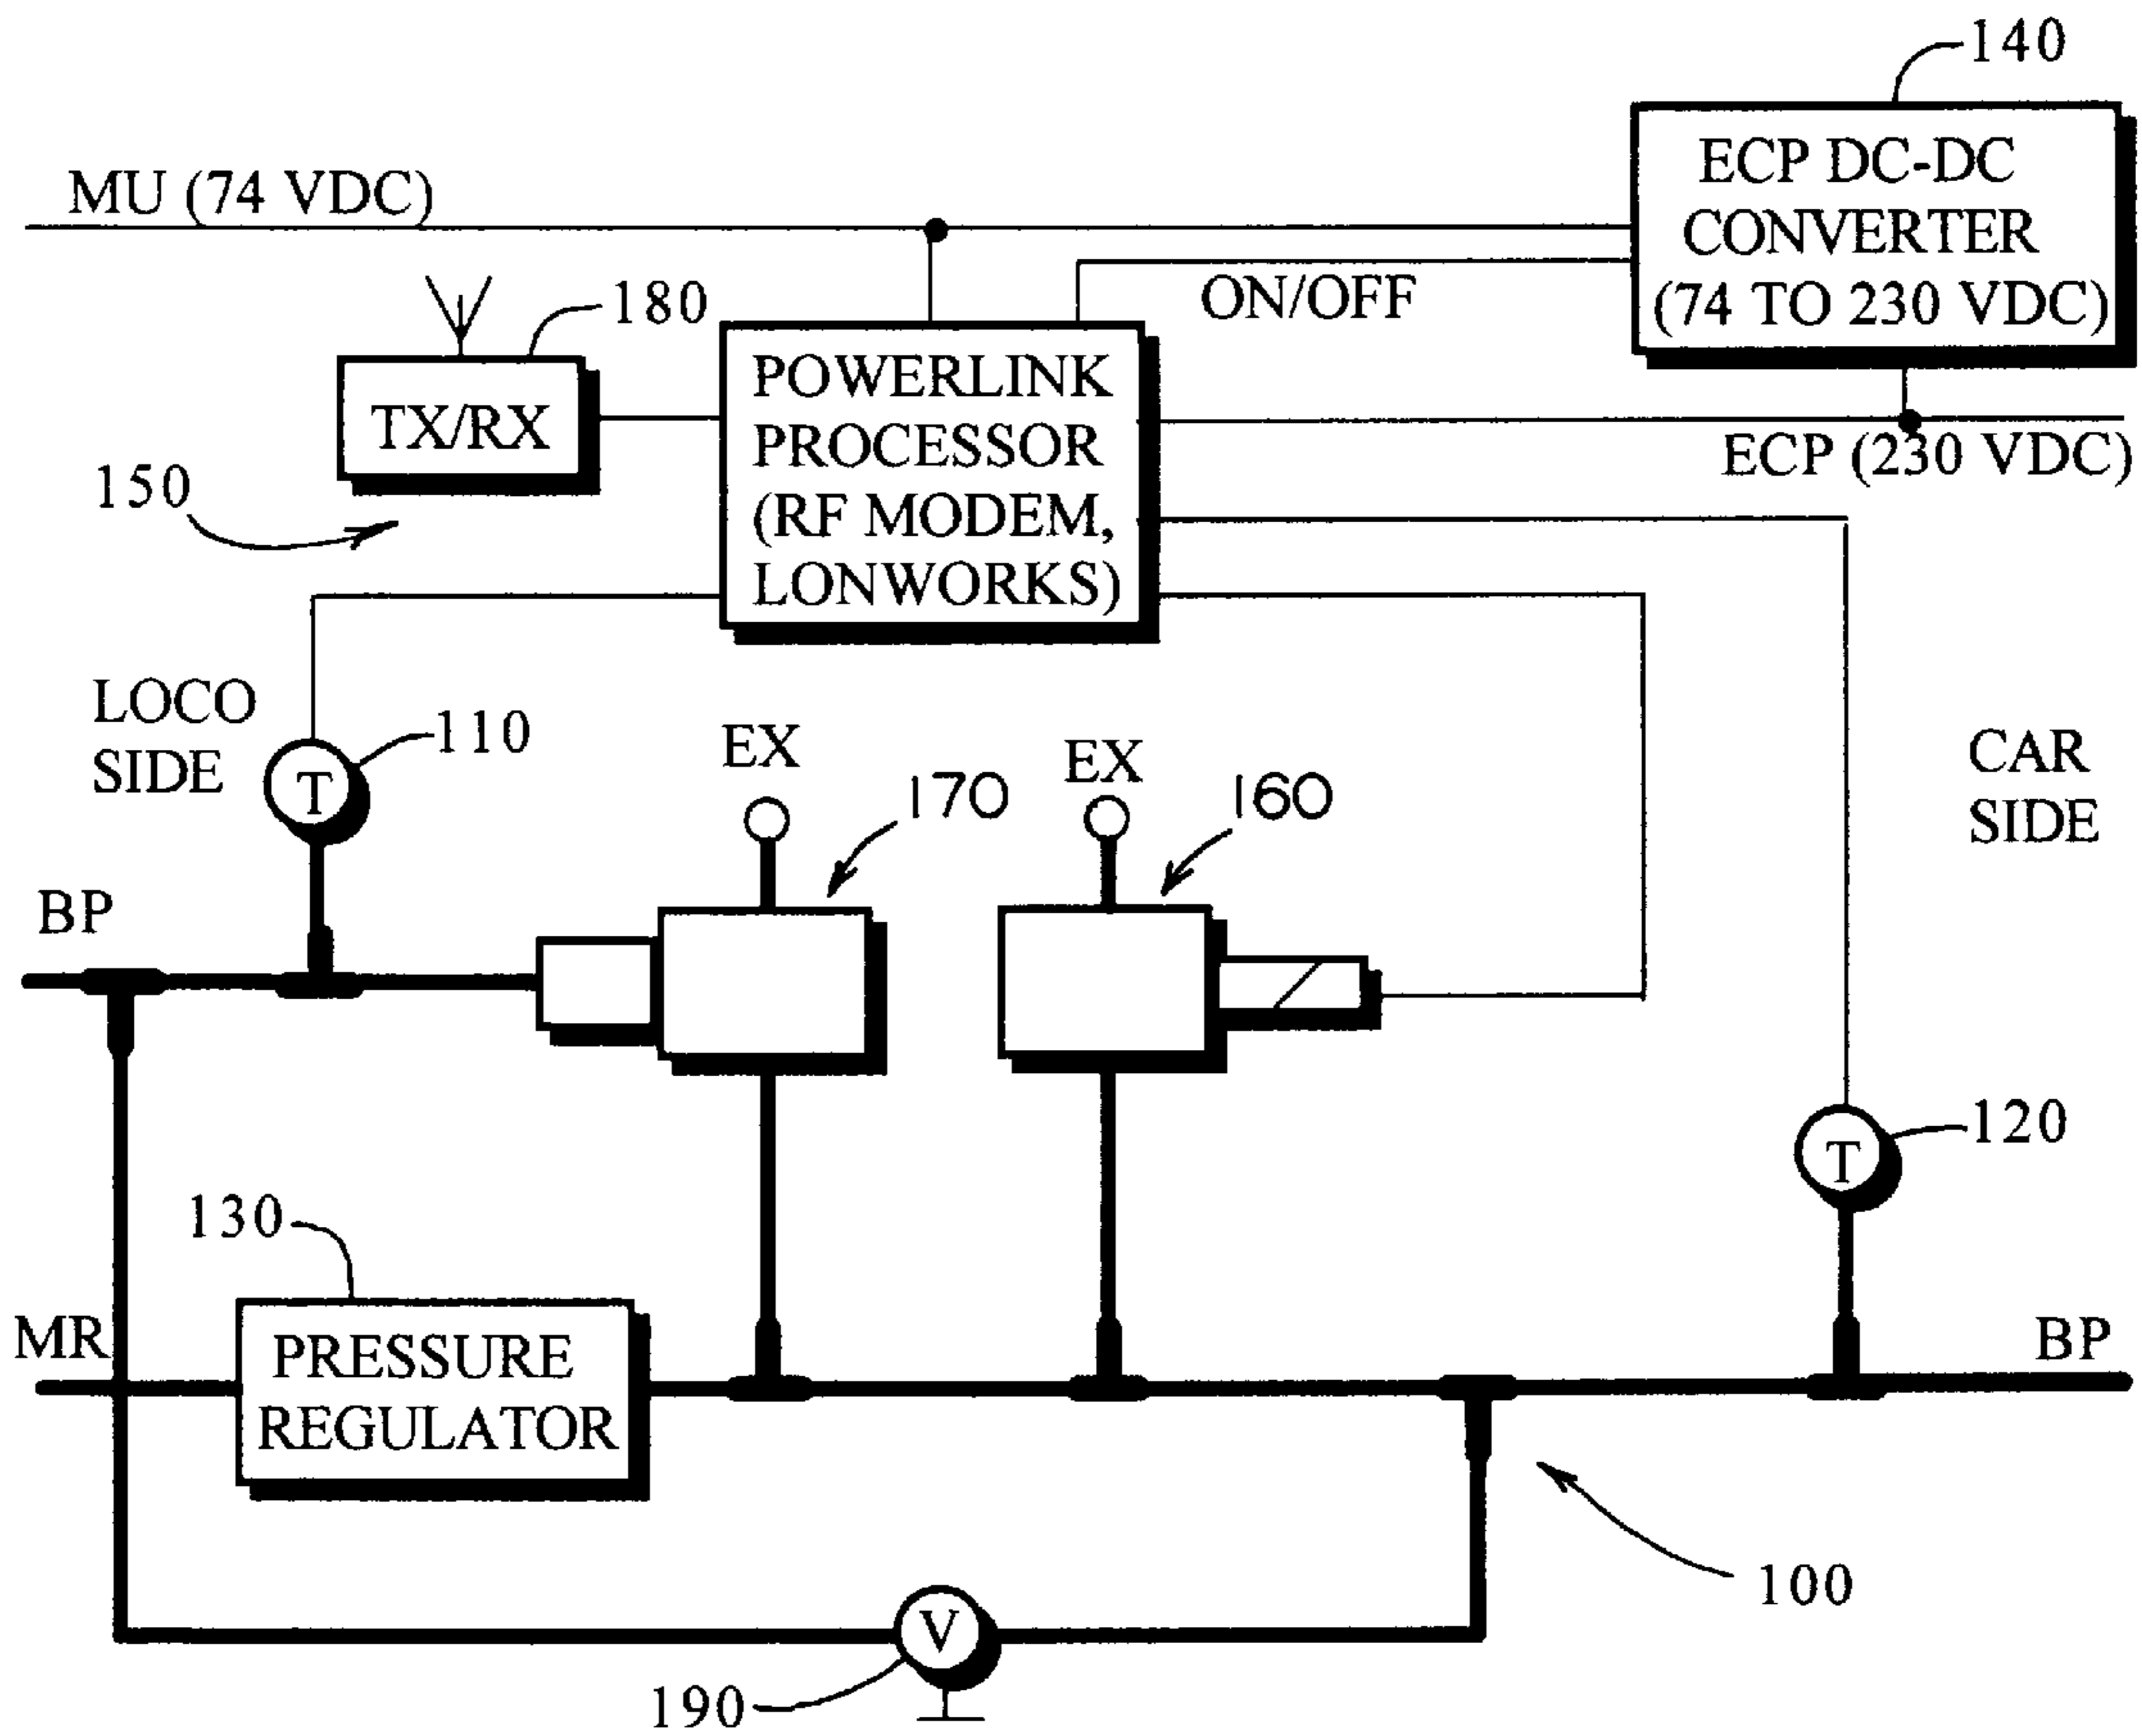 140
ECP DC-DC
CONVERTER
(74 TO 230 VDC)
MU (74 VDC)
ON/OFF
180
TX/RX
POWERLINK
PROCESSOR
(RF MODEM,
LONWORKS)
ECP (230 VDC)
150
LOCO
SIDE
110
EX
170
EX
160
CAR
SIDE
T
BP
120
T
130
MR
PRESSURE
REGULATOR
BP
100
V
190